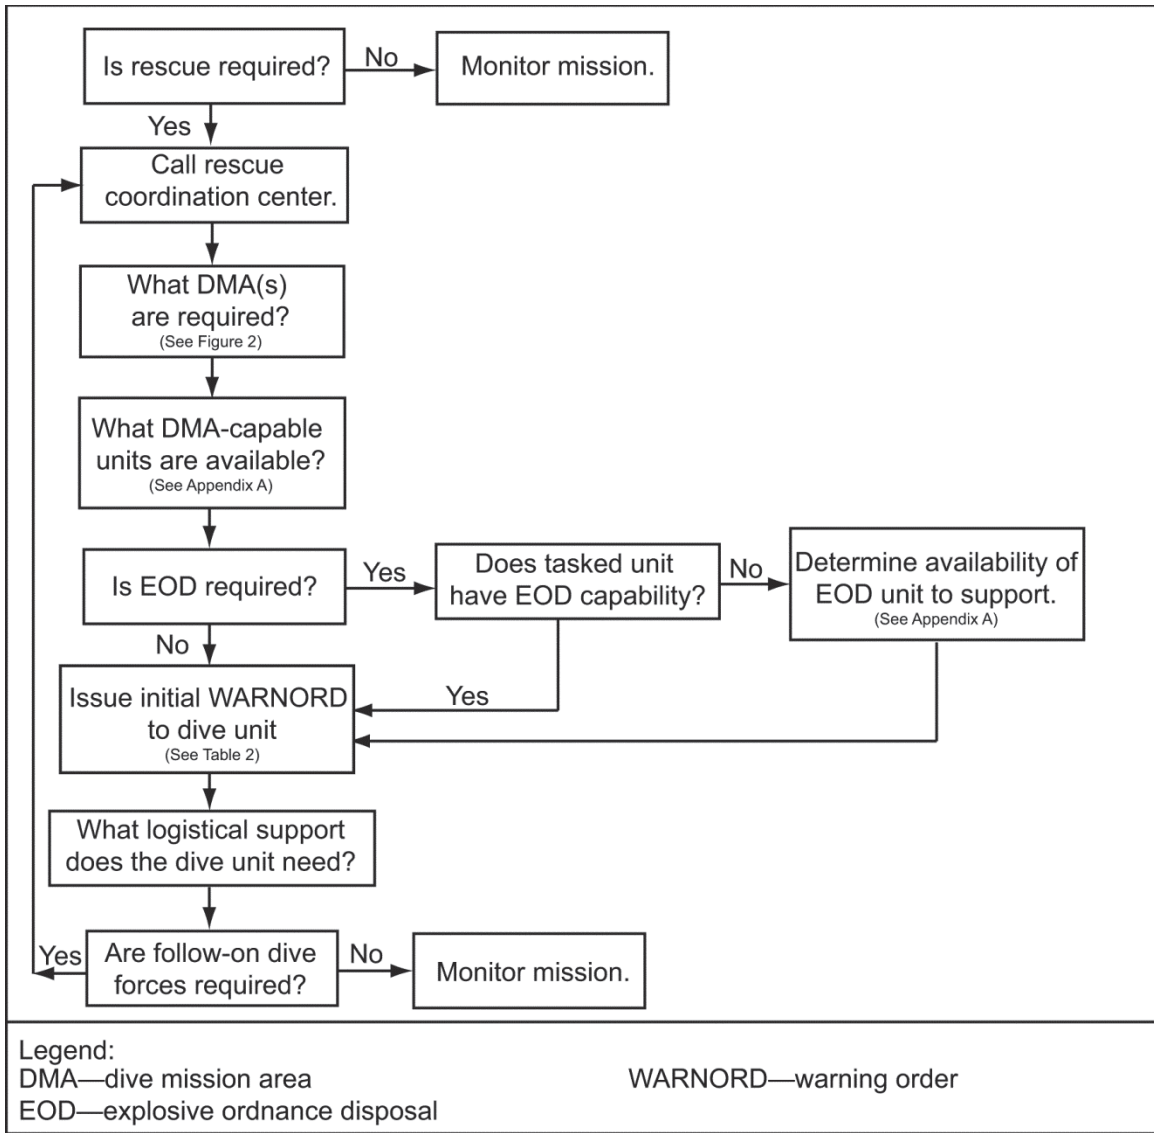 Is rescue required?
No
Monitor mission.
Yes
Call rescue
coordination center.
What DMA(s)
are required?
(See Figure 2)
What DMA-capable
units are available?
(See Appendix A)
Is EOD required?
Yes
Does tasked unit
have EOD capability?
No
Determine availability of
EOD unit to support.
(See Appendix A)
No
Yes
Issue initial WARNORD
to dive unit
(See Table 2)
What logistical support
does the dive unit need?
Are follow-on dive
forces required?
Yes
No
Monitor mission.
Legend:
DMA—dive mission area
WARNORD—warning order
EOD—explosive ordnance disposal